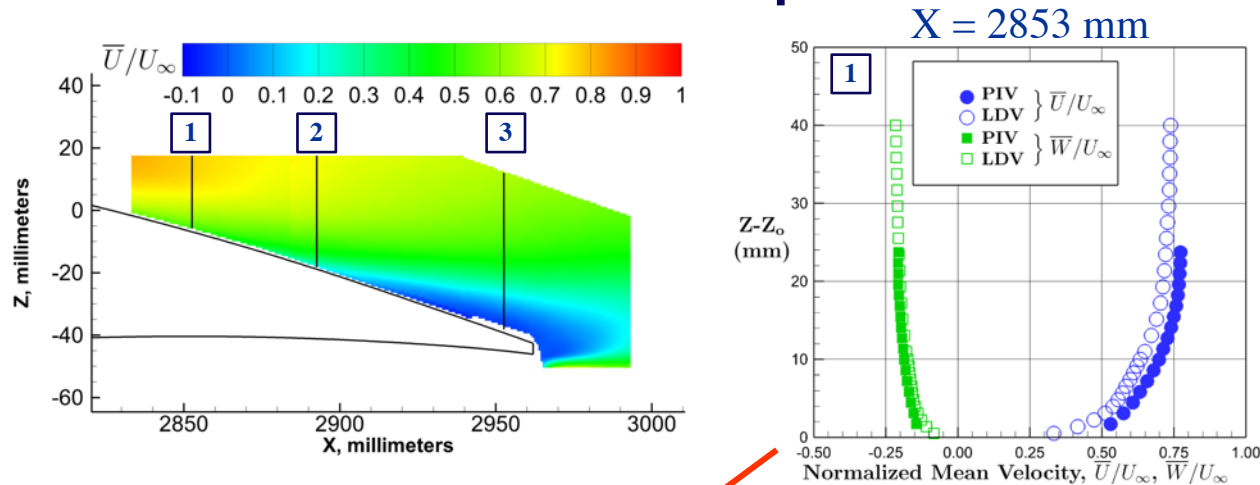 X = 2853 mm
U̅/U∞
-0.1 0 0.1 0.2 0.3 0.4 0.5 0.6 0.7 0.8 0.9 1
1 2 3
40
20
0
-20
-40
-60
Z, millimeters
2850 2900 2950 3000
X, millimeters
1
PIV
LDV } U̅/U∞
PIV
LDV } W̅/U∞
50
40
30
20
10
0
Z-Zo
(mm)
-0.50 -0.25 0.00 0.25 0.50 0.75 1.00
Normalized Mean Velocity, U̅/U∞, W̅/U∞